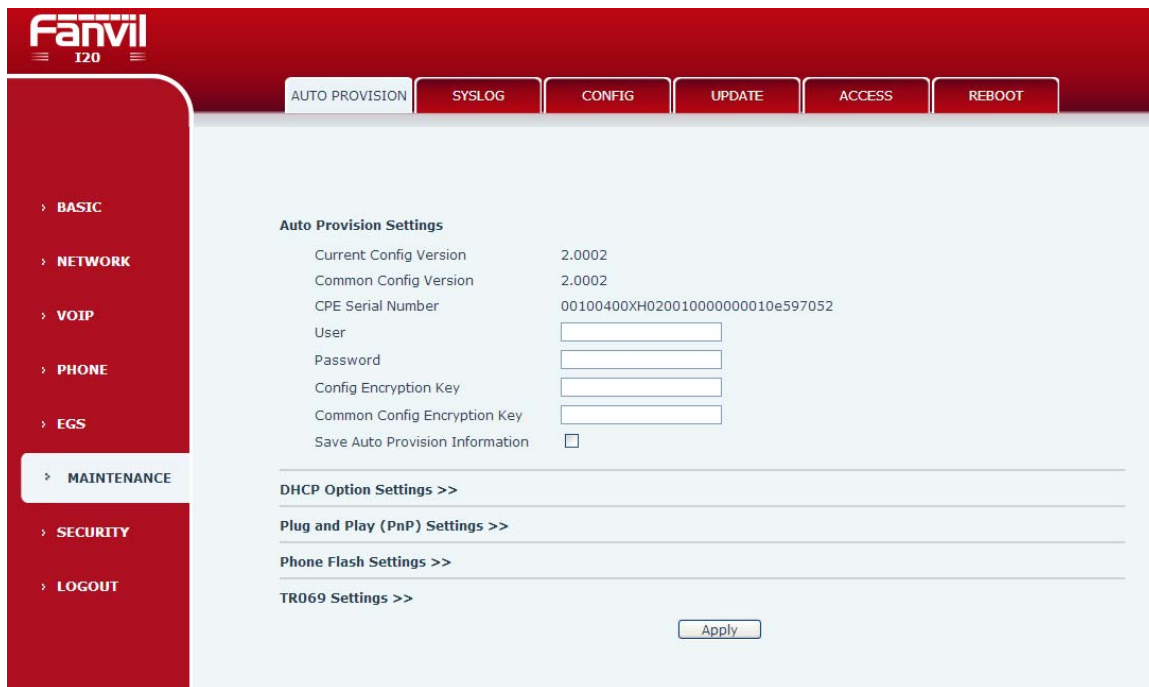 Fanvil
I20
AUTO PROVISION
SYSLOG
CONFIG
UPDATE
ACCESS
REBOOT
› BASIC
› NETWORK
› VOIP
› PHONE
› EGS
› MAINTENANCE
› SECURITY
› LOGOUT
Auto Provision Settings
Current Config Version 2.0002
Common Config Version 2.0002
CPE Serial Number 00100400XH020010000000010e597052
User
Password
Config Encryption Key
Common Config Encryption Key
Save Auto Provision Information
DHCP Option Settings >>
Plug and Play (PnP) Settings >>
Phone Flash Settings >>
TR069 Settings >>
Apply